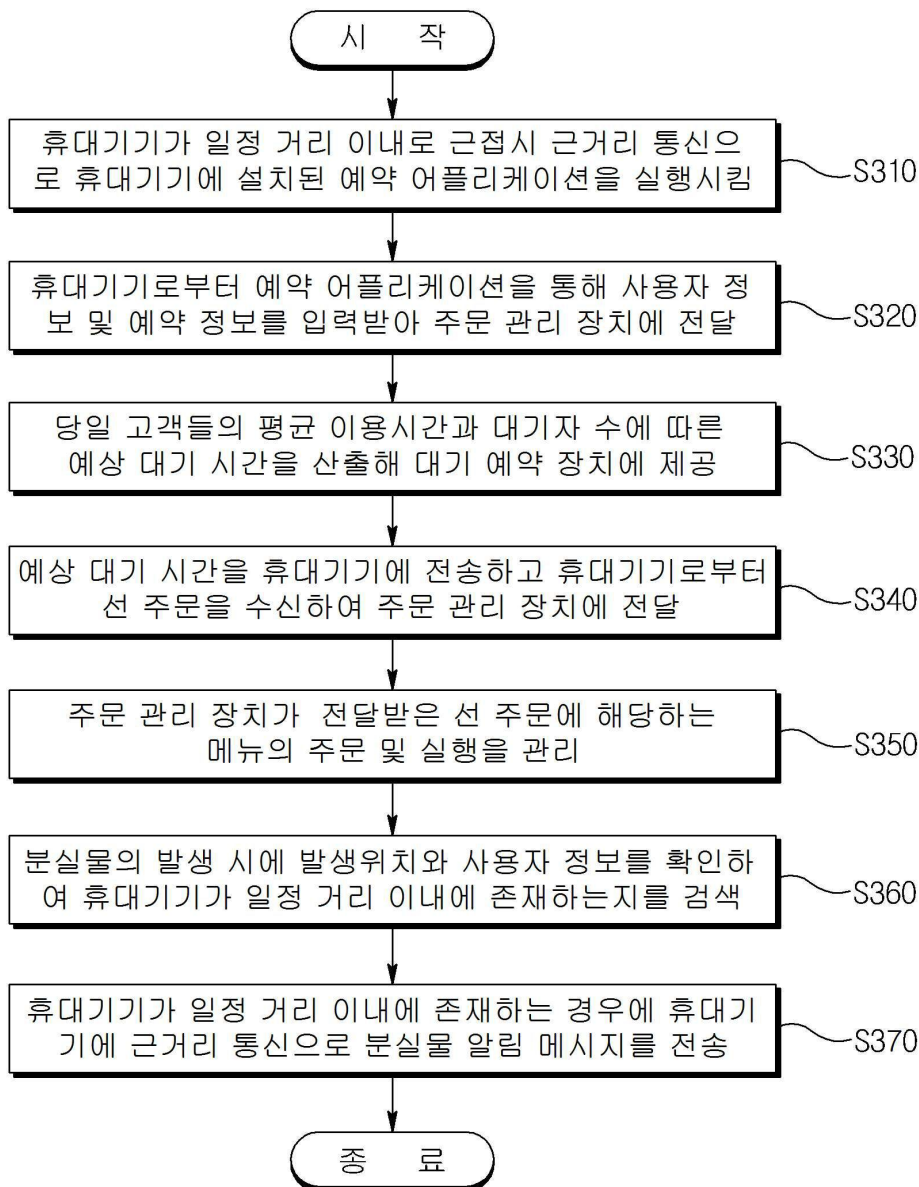 시 작
휴대기기가 일정 거리 이내로 근접시 근거리 통신으
로 휴대기기에 설치된 예약 어플리케이션을 실행시킴
S310
휴대기기로부터 예약 어플리케이션을 통해 사용자 정
보 및 예약 정보를 입력받아 주문 관리 장치에 전달
S320
당일 고객들의 평균 이용시간과 대기자 수에 따른
예상 대기 시간을 산출해 대기 예약 장치에 제공
S330
예상 대기 시간을 휴대기기에 전송하고 휴대기기로부터
선 주문을 수신하여 주문 관리 장치에 전달
S340
주문 관리 장치가 전달받은 선 주문에 해당하는
메뉴의 주문 및 실행을 관리
S350
분실물의 발생 시에 발생위치와 사용자 정보를 확인하
여 휴대기기가 일정 거리 이내에 존재하는지를 검색
S360
휴대기기가 일정 거리 이내에 존재하는 경우에 휴대기
기에 근거리 통신으로 분실물 알림 메시지를 전송
S370
종 료